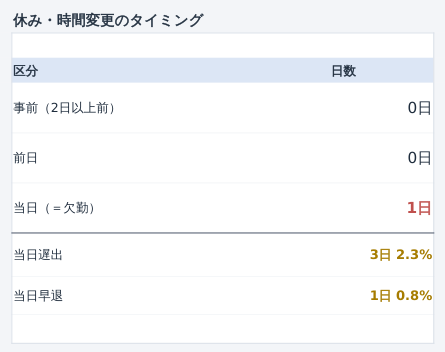 休み・時間変更のタイミング
区分 日数
事前（2日以上前） 0日
前日 0日
当日（＝欠勤） 1日
当日遅出 3日 2.3%
当日早退 1日 0.8%